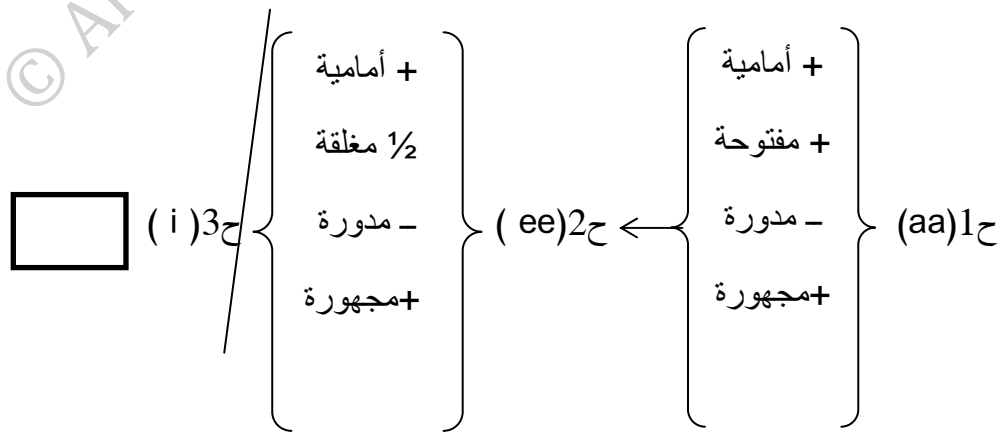 + أمامية
+ مفتوحة
– مدورة
+مجهورة
ح1(aa)
+ أمامية
½ مغلقة
– مدورة
+مجهورة
ح2(ee )
ح3( i )
©